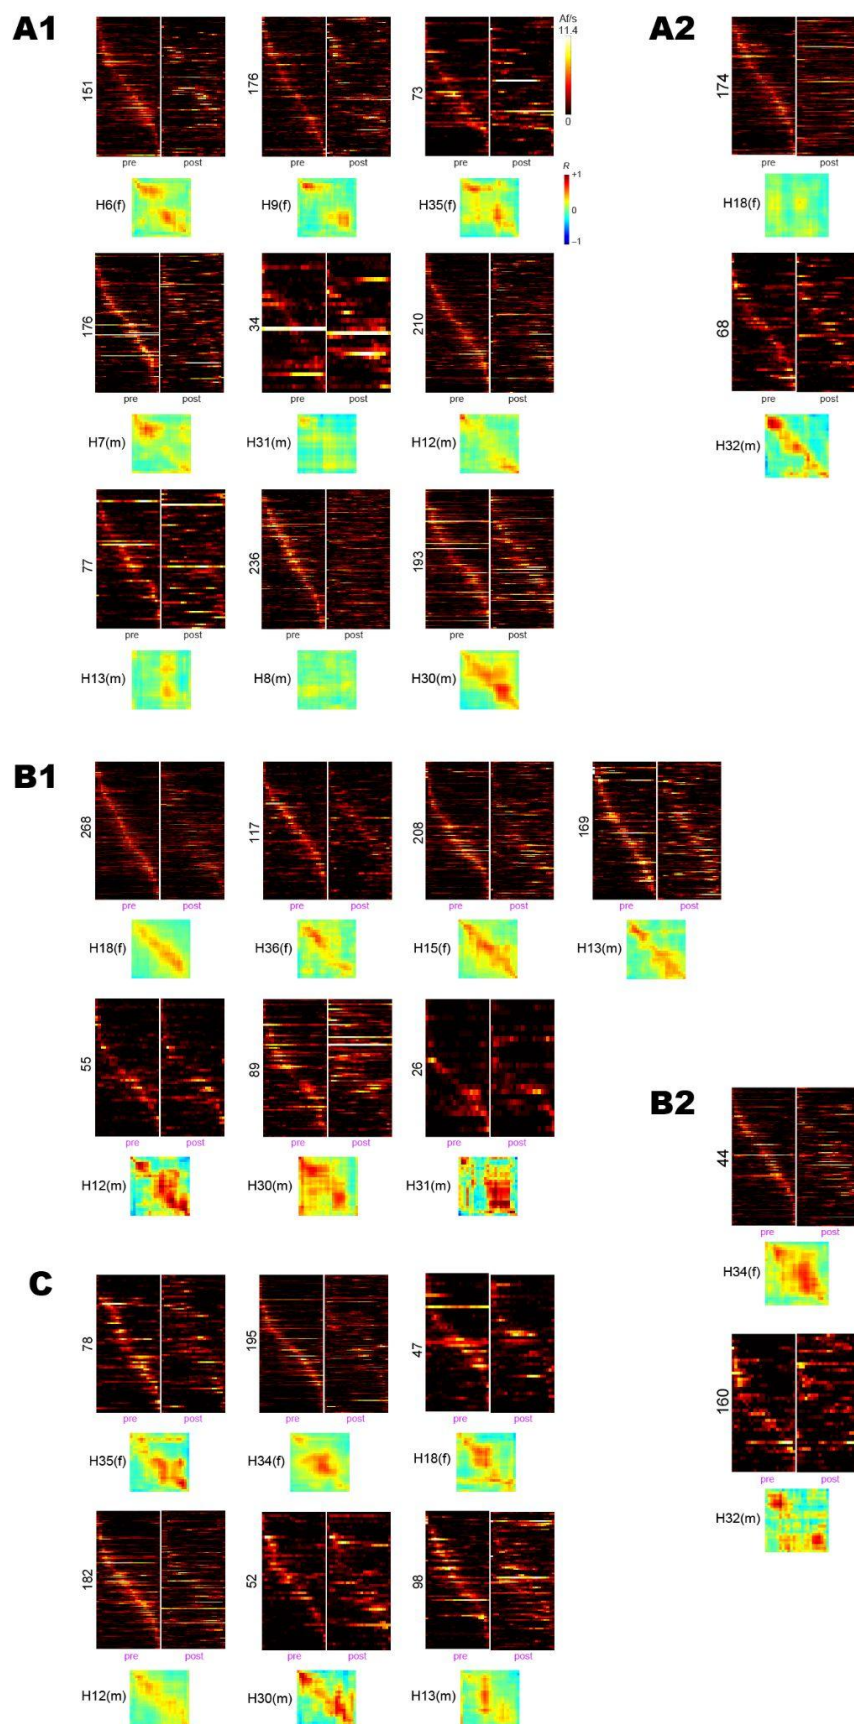 A1
A2
Af/s
11.4
0
151
176
73
174
pre post
pre post
pre post
pre post
R
+1
0
−1
H6(f)
H9(f)
H35(f)
H18(f)
176
34
210
68
pre post
pre post
pre post
pre post
H7(m)
H31(m)
H12(m)
H32(m)
77
236
193
pre post
pre post
pre post
H13(m)
H8(m)
H30(m)
B1
268
117
208
169
pre post
pre post
pre post
pre post
H18(f)
H36(f)
H15(f)
H13(m)
55
89
26
pre post
pre post
pre post
H12(m)
H30(m)
H31(m)
B2
44
pre post
H34(f)
160
pre post
H32(m)
C
78
195
47
pre post
pre post
pre post
H35(f)
H34(f)
H18(f)
182
52
98
pre post
pre post
pre post
H12(m)
H30(m)
H13(m)